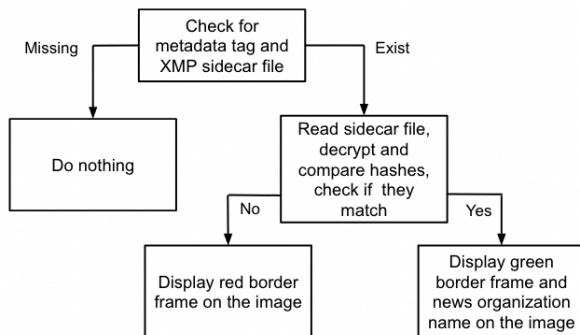 Check for
metadata tag and
XMP sidecar file
Missing
Exist
Do nothing
Read sidecar file,
decrypt and
compare hashes,
check if they
match
No
Yes
Display red border
frame on the image
Display green
border frame and
news organization
name on the image